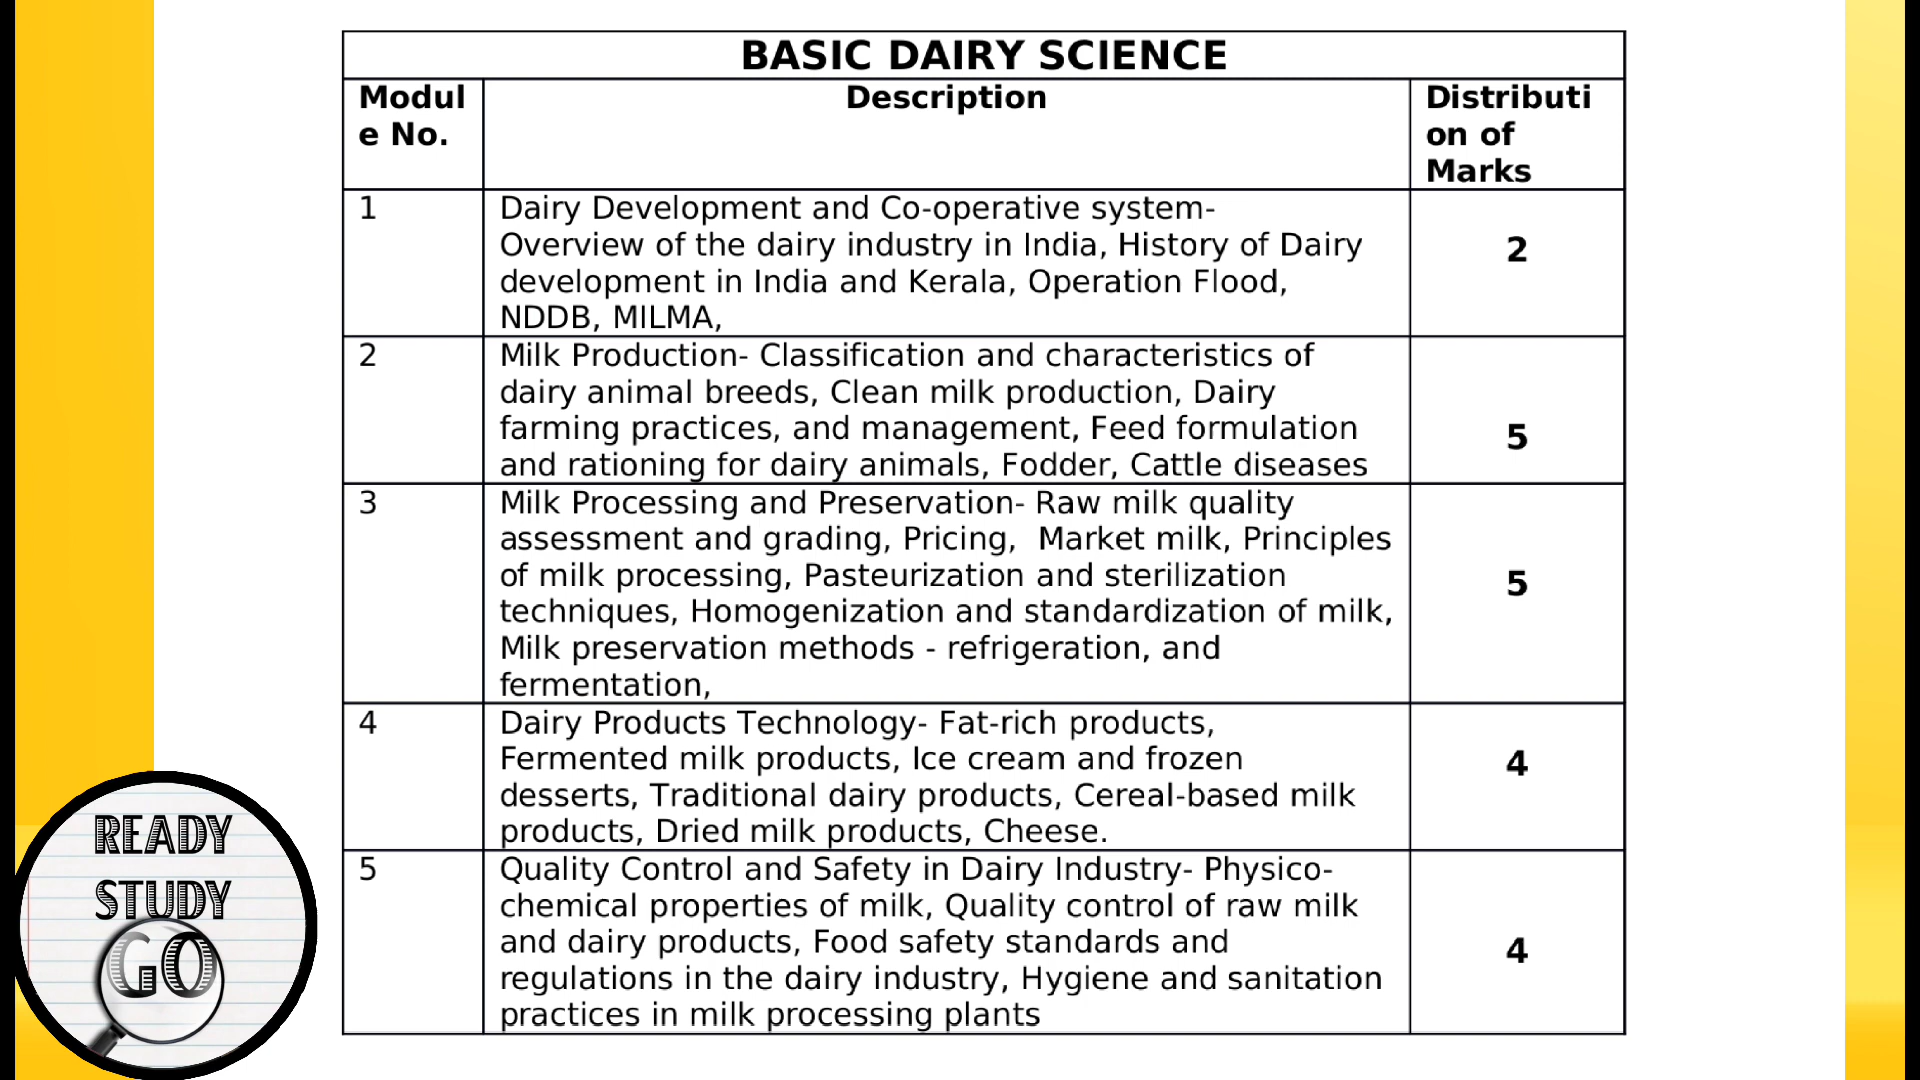 BASIC DAIRY SCIENCE
Modul
e No.
Description
Distributi
on of
Marks
1
Dairy Development and Co-operative system-
Overview of the dairy industry in India, History of Dairy
development in India and Kerala, Operation Flood,
NDDB, MILMA,
2
2
Milk Production- Classification and characteristics of
dairy animal breeds, Clean milk production, Dairy
farming practices, and management, Feed formulation
and rationing for dairy animals, Fodder, Cattle diseases
5
3
Milk Processing and Preservation- Raw milk quality
assessment and grading, Pricing,  Market milk, Principles
of milk processing, Pasteurization and sterilization
techniques, Homogenization and standardization of milk,
Milk preservation methods - refrigeration, and
fermentation,
5
4
Dairy Products Technology- Fat-rich products,
Fermented milk products, Ice cream and frozen
desserts, Traditional dairy products, Cereal-based milk
products, Dried milk products, Cheese.
4
5
Quality Control and Safety in Dairy Industry- Physico-
chemical properties of milk, Quality control of raw milk
and dairy products, Food safety standards and
regulations in the dairy industry, Hygiene and sanitation
practices in milk processing plants
4
READY
STUDY
GO